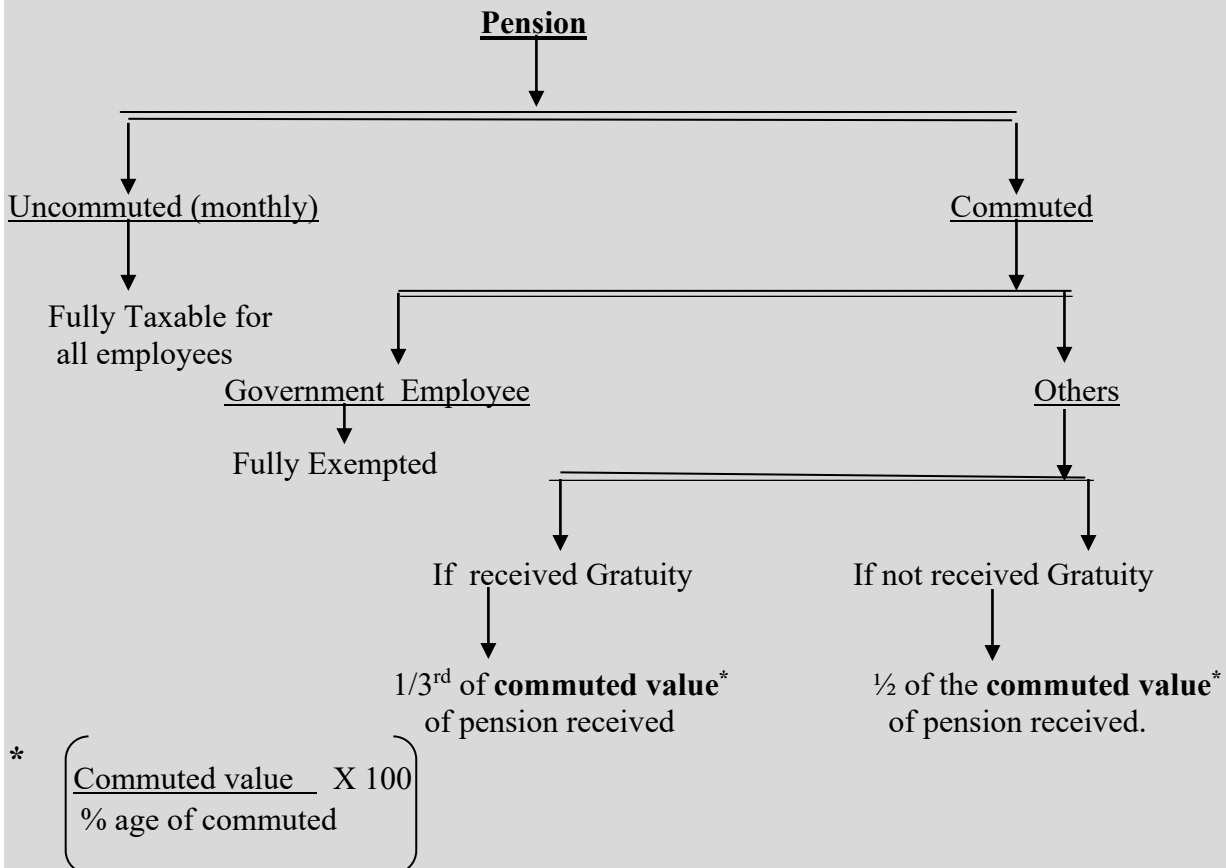 Pension
Uncommuted (monthly)
Commuted
Fully Taxable for
all employees
Government Employee
Others
Fully Exempted
If received Gratuity
If not received Gratuity
1/3rd of commuted value*
of pension received
½ of the commuted value*
of pension received.
*
Commuted value X 100
% age of commuted